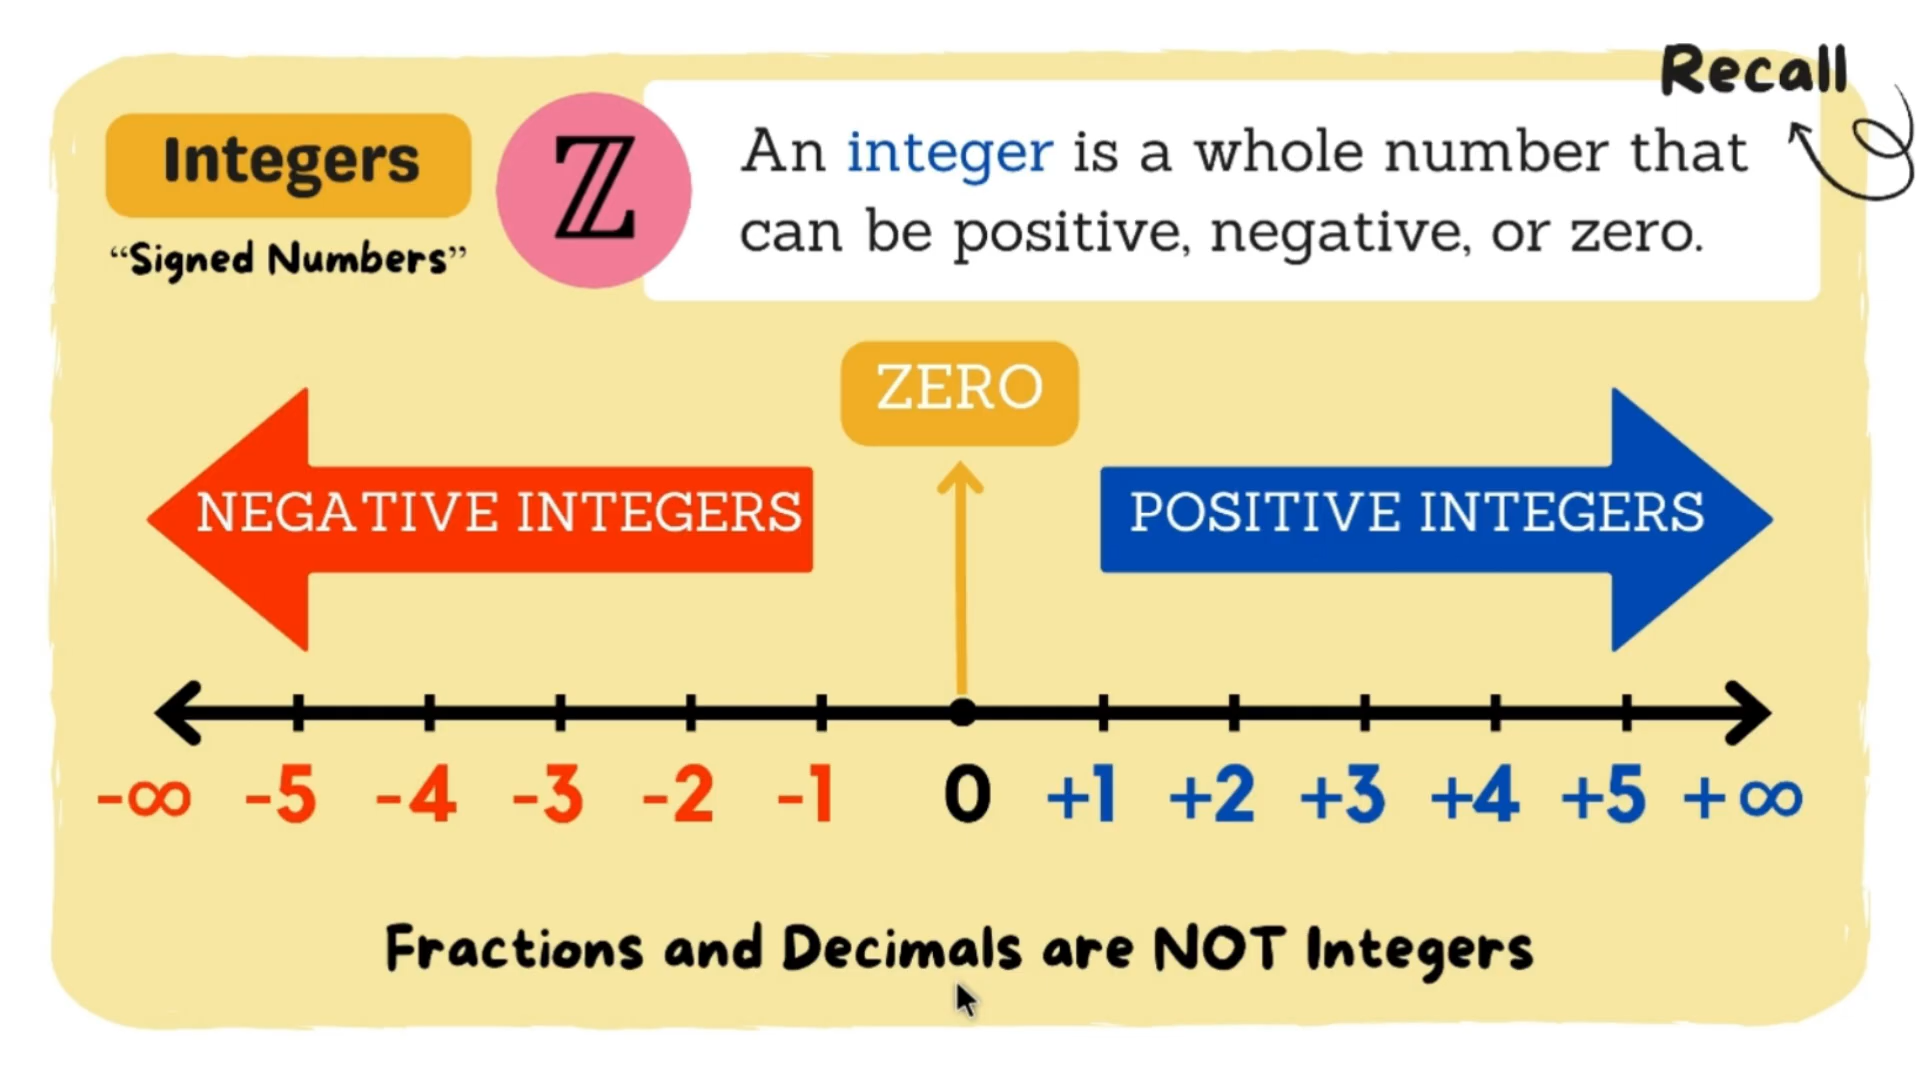 Recall
Integers
ℤ
An integer is a whole number that
can be positive, negative, or zero.
“Signed Numbers”
ZERO
NEGATIVE INTEGERS
POSITIVE INTEGERS
-∞ -5 -4 -3 -2 -1 0 +1 +2 +3 +4 +5 +∞
Fractions and Decimals are NOT Integers